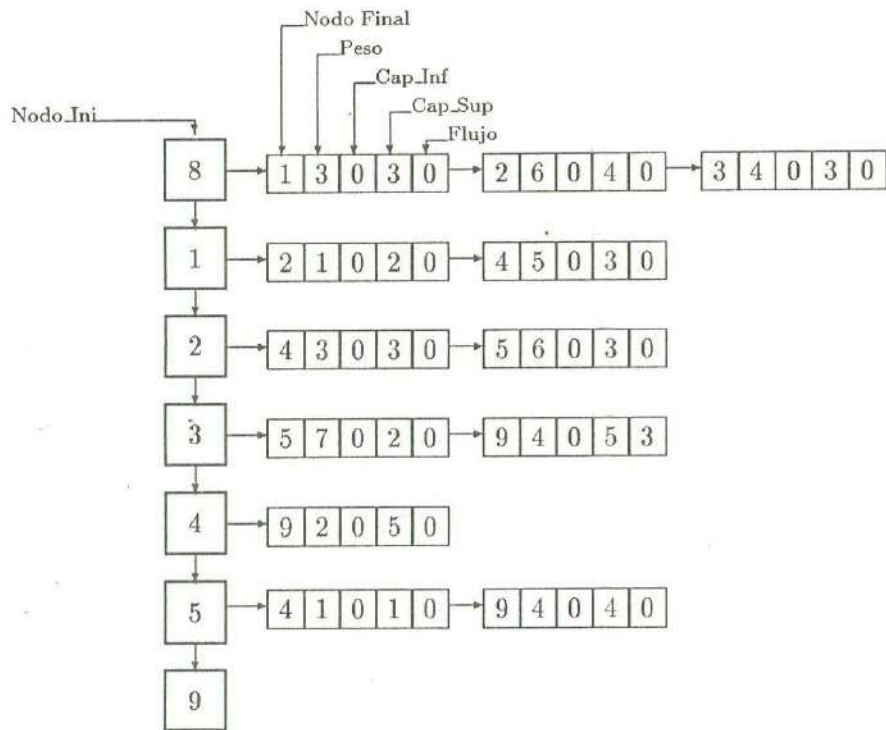 Nodo Final
Peso
Cap_Inf
Cap_Sup
Nodo_Ini
Flujo
8 1 3 0 3 0 2 6 0 4 0 3 4 0 3 0
1 2 1 0 2 0 4 5 0 3 0
2 4 3 0 3 0 5 6 0 3 0
3 5 7 0 2 0 9 4 0 5 3
4 9 2 0 5 0
5 4 1 0 1 0 9 4 0 4 0
9